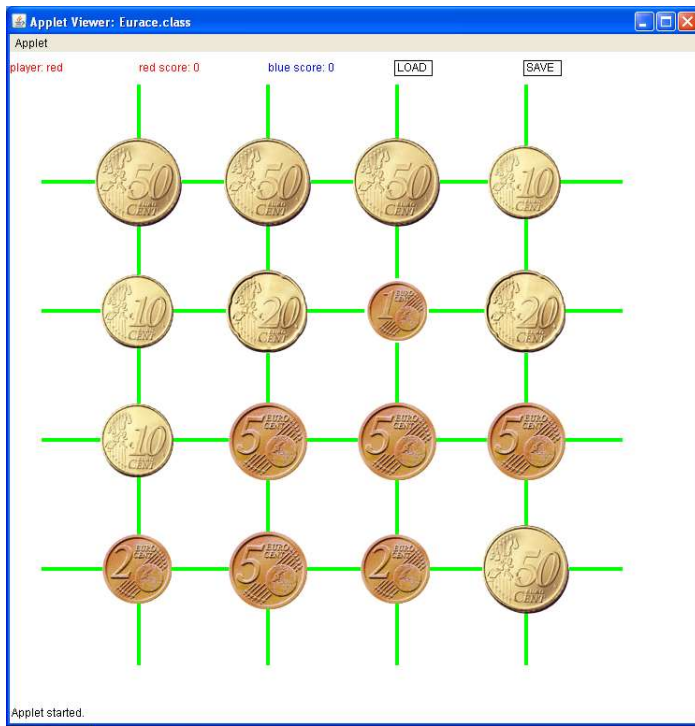 Applet Viewer: Eurace.class
Applet
player: red red score: 0 blue score: 0 LOAD SAVE
50 EURO CENT 50 EURO CENT 50 EURO CENT 10 EURO CENT
10 EURO CENT 20 EURO CENT 1 EURO CENT 20 EURO CENT
10 EURO CENT 5 EURO CENT 5 EURO CENT 5 EURO CENT
2 EURO CENT 5 EURO CENT 2 EURO CENT 50 EURO CENT
Applet started.